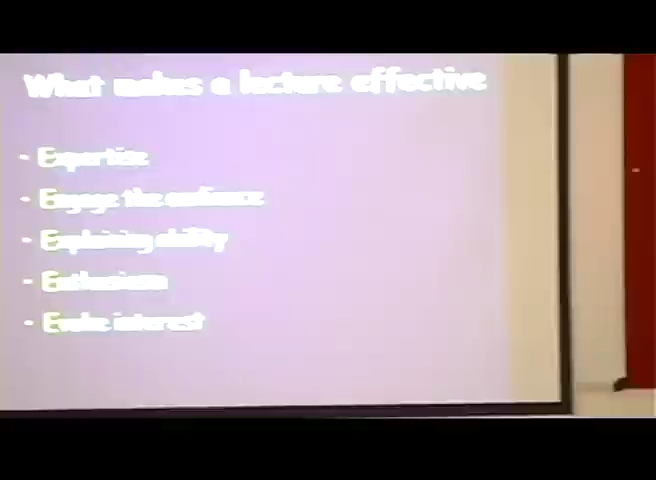 What makes a lecture effective
- Expertise
- Engage the audience
- Explaining ability
- Enthusiasm
- Evoke interest